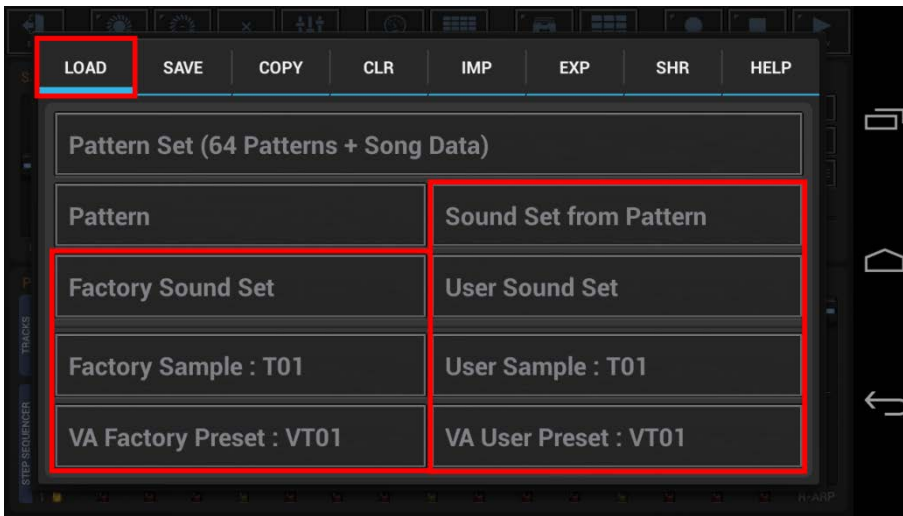 LOAD SAVE COPY CLR IMP EXP SHR HELP
Pattern Set (64 Patterns + Song Data)
Pattern Sound Set from Pattern
Factory Sound Set User Sound Set
Factory Sample : T01 User Sample : T01
VA Factory Preset : VT01 VA User Preset : VT01
TRACKS
STEP SEQUENCER